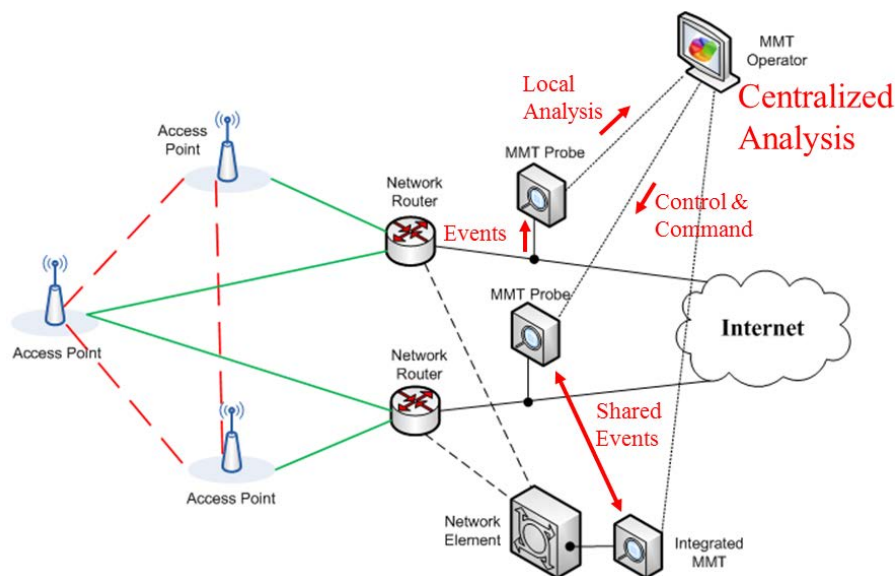 MMT
Operator
Centralized
Analysis
Local
Analysis
Access
Point
MMT Probe
Network
Router
Events
Control &
Command
MMT Probe
Internet
Access Point
Network
Router
Shared
Events
Access Point
Network
Element
Integrated
MMT